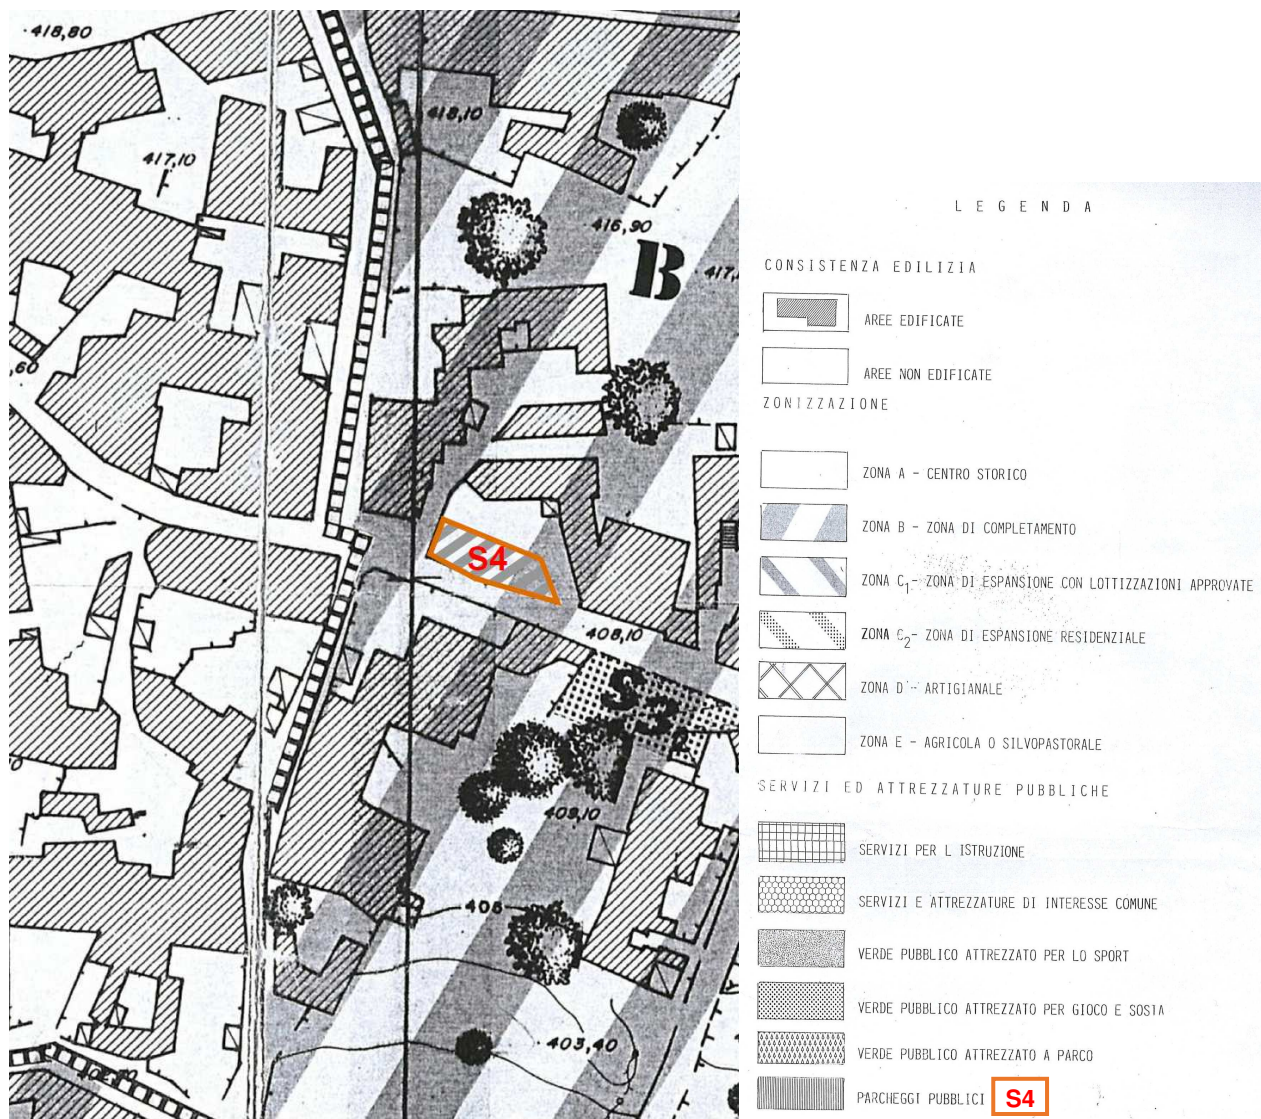 418,80
418,10
417,10
416,90
B
417,
,60
S4
408,10
S3
409,10
408
403,40
L E G E N D A
CONSISTENZA EDILIZIA
AREE EDIFICATE
AREE NON EDIFICATE
ZONIZZAZIONE
ZONA A - CENTRO STORICO
ZONA B - ZONA DI COMPLETAMENTO
ZONA C1 - ZONA DI ESPANSIONE CON LOTTIZZAZIONI APPROVATE
ZONA C2 - ZONA DI ESPANSIONE RESIDENZIALE
ZONA D - ARTIGIANALE
ZONA E - AGRICOLA O SILVOPASTORALE
SERVIZI ED ATTREZZATURE PUBBLICHE
SERVIZI PER L ISTRUZIONE
SERVIZI E ATTREZZATURE DI INTERESSE COMUNE
VERDE PUBBLICO ATTREZZATO PER LO SPORT
VERDE PUBBLICO ATTREZZATO PER GIOCO E SOSTA
VERDE PUBBLICO ATTREZZATO A PARCO
PARCHEGGI PUBBLICI S4